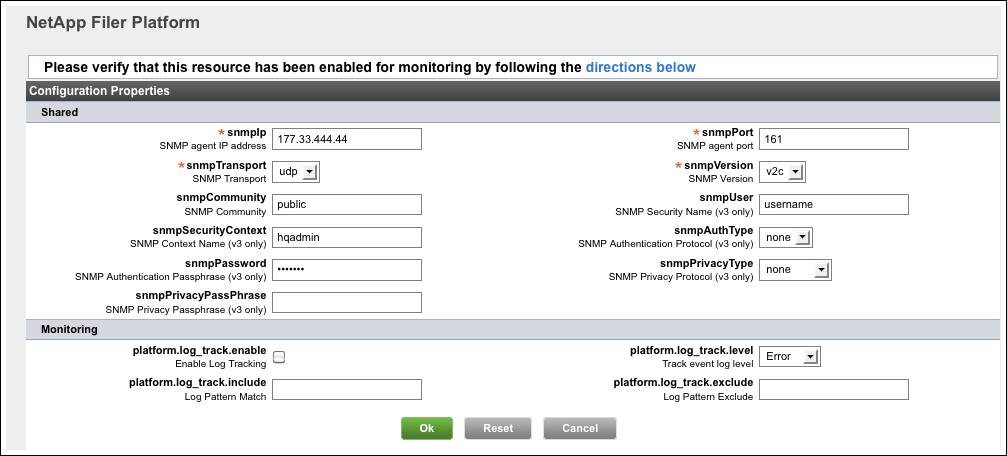 NetApp Filer Platform
Please verify that this resource has been enabled for monitoring by following the directions below
Configuration Properties
Shared
* snmpIp
SNMP agent IP address
177.33.444.44
* snmpPort
SNMP agent port
161
* snmpTransport
SNMP Transport
udp
* snmpVersion
SNMP Version
v2c
snmpCommunity
SNMP Community
public
snmpUser
SNMP Security Name (v3 only)
username
snmpSecurityContext
SNMP Context Name (v3 only)
hqadmin
snmpAuthType
SNMP Authentication Protocol (v3 only)
none
snmpPassword
SNMP Authentication Passphrase (v3 only)
•••••••
snmpPrivacyType
SNMP Privacy Protocol (v3 only)
none
snmpPrivacyPassPhrase
SNMP Privacy Passphrase (v3 only)
Monitoring
platform.log_track.enable
Enable Log Tracking
platform.log_track.level
Track event log level
Error
platform.log_track.include
Log Pattern Match
platform.log_track.exclude
Log Pattern Exclude
Ok
Reset
Cancel